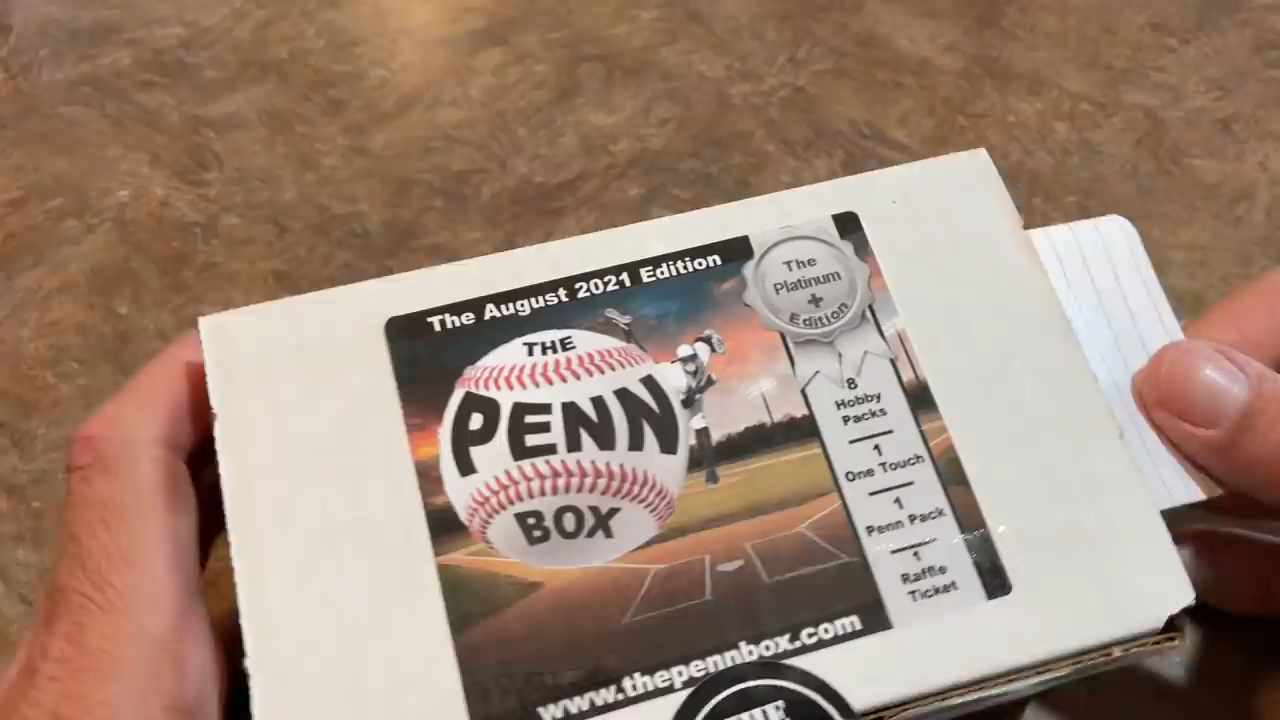 The August 2021 Edition
THE
PENN
BOX
The
Platinum
+
Edition
8
Hobby
Packs
1
One Touch
1
Penn Pack
1
Raffle
Ticket
www.thepennbox.com
THE